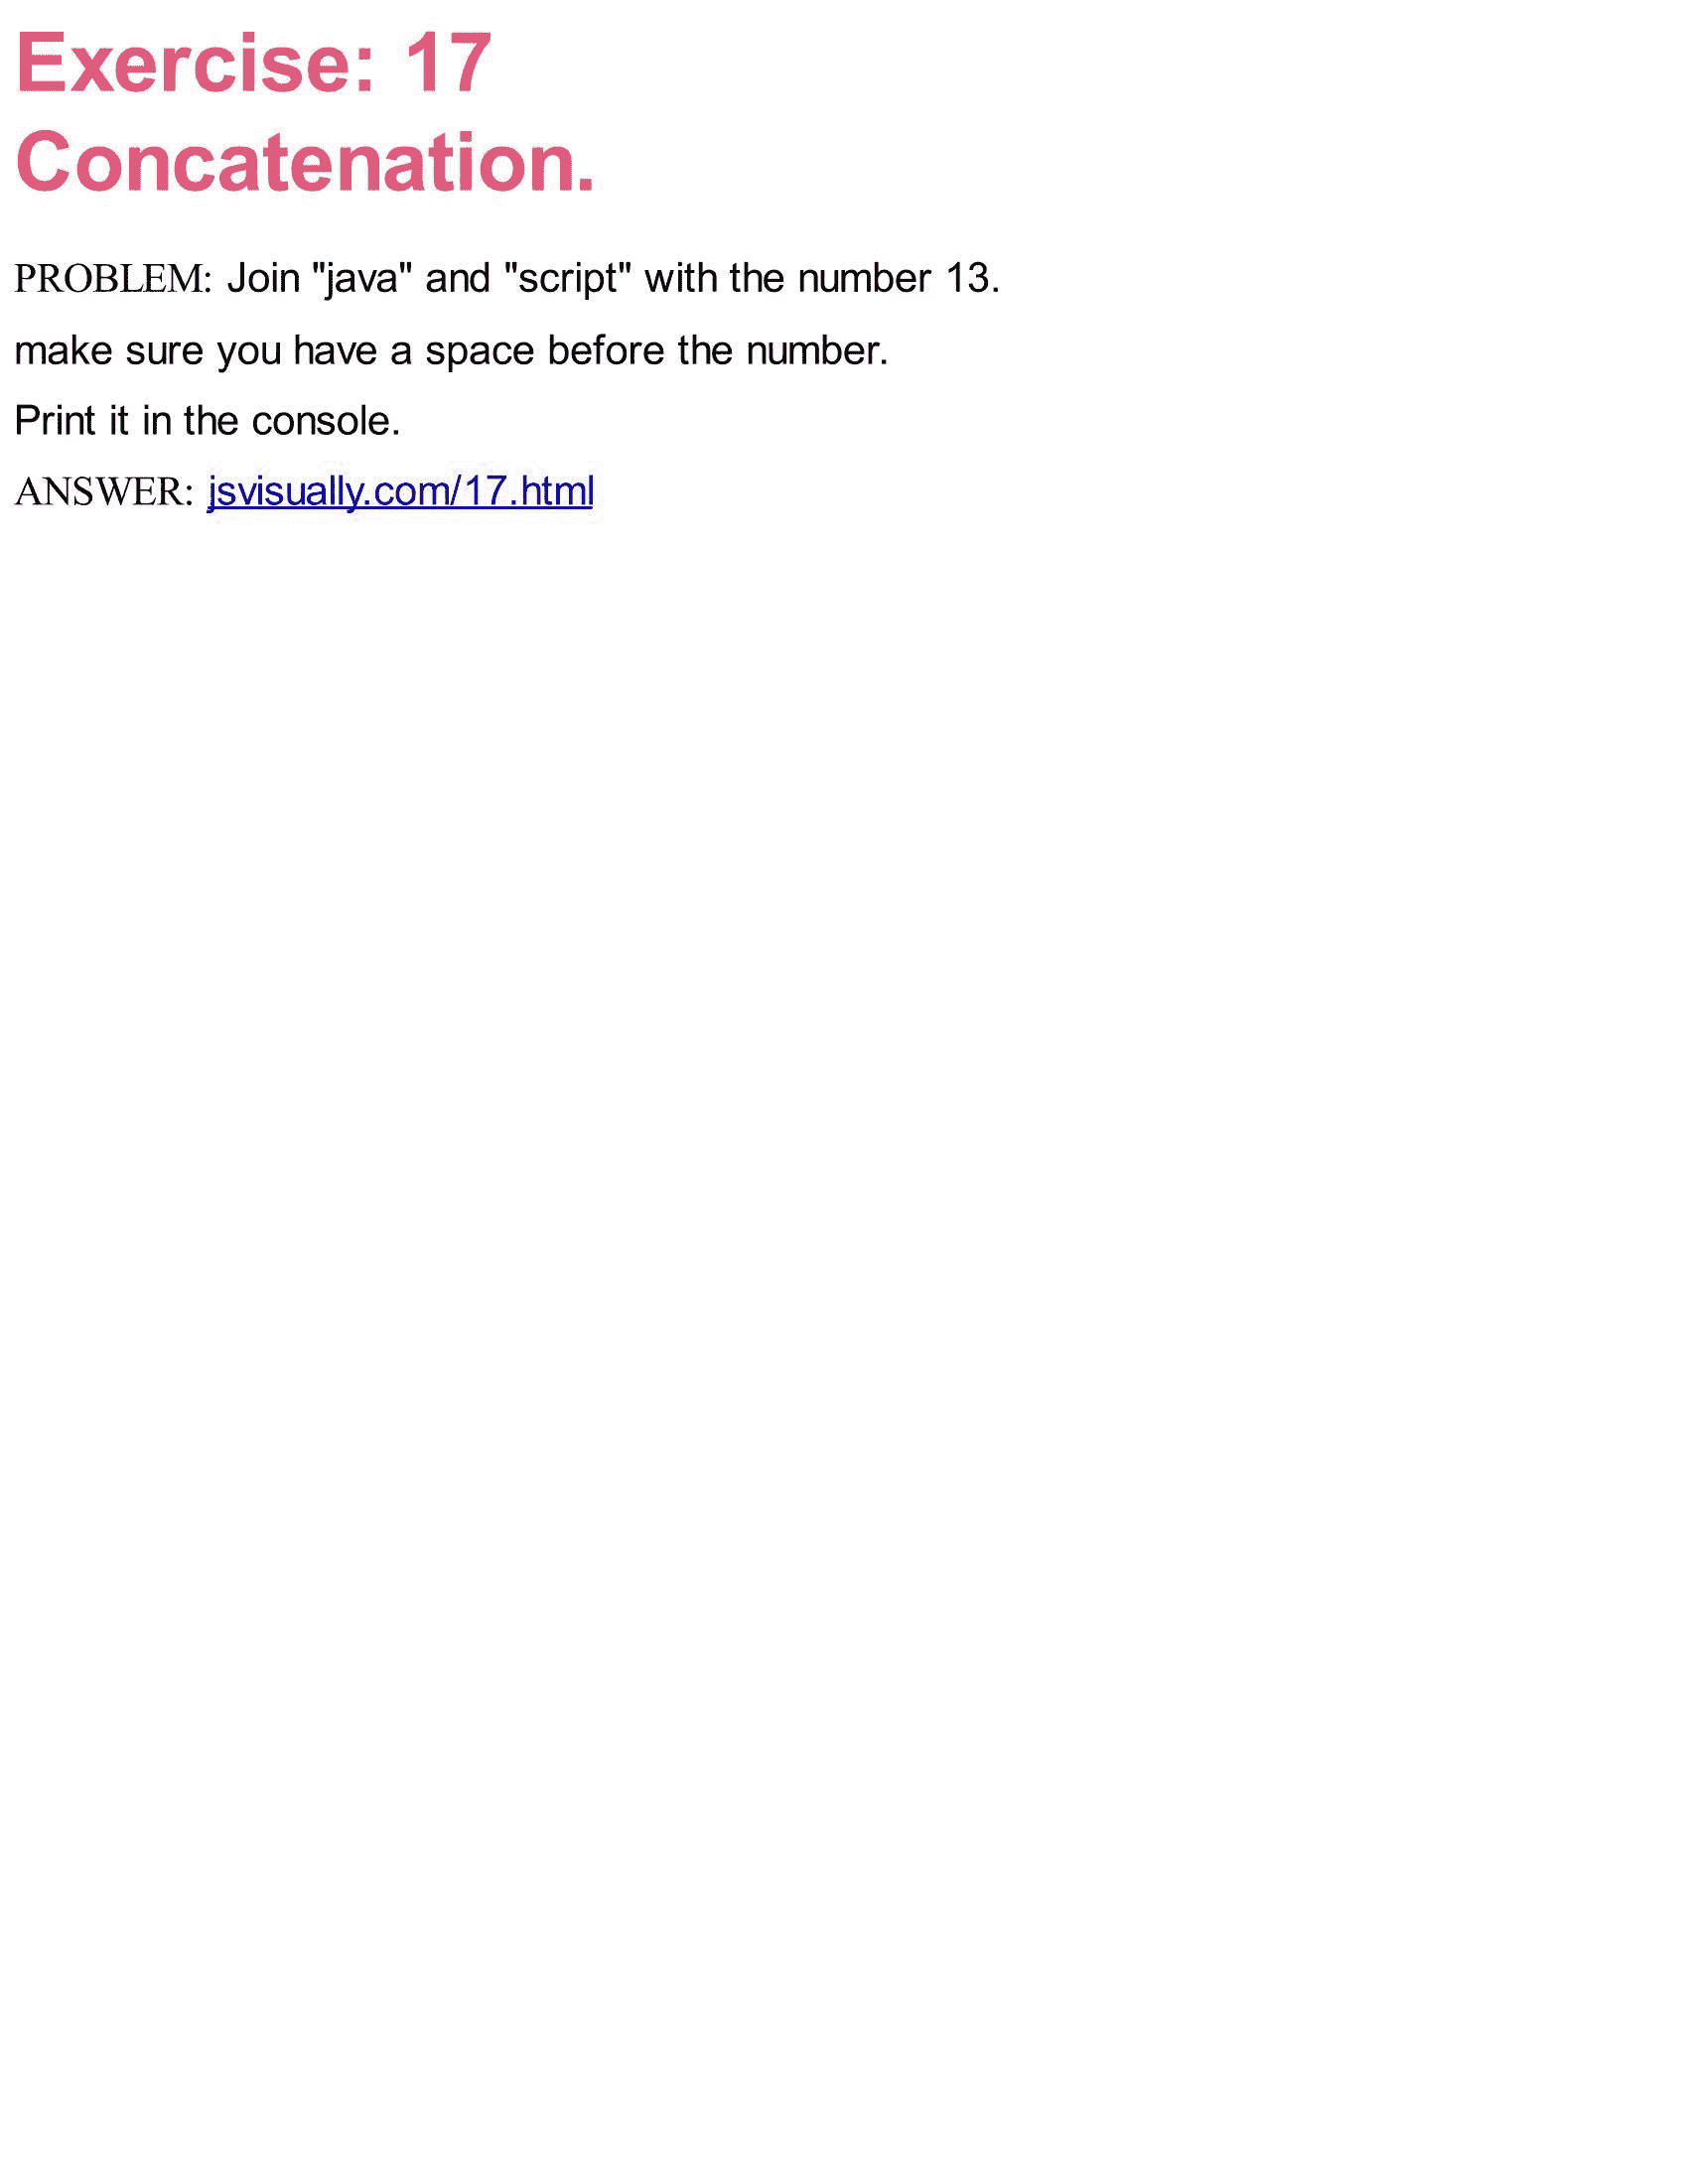 Exercise: 17
Concatenation.
PROBLEM: Join "java" and "script" with the number 13.
make sure you have a space before the number.
Print it in the console.
ANSWER: jsvisually.com/17.html